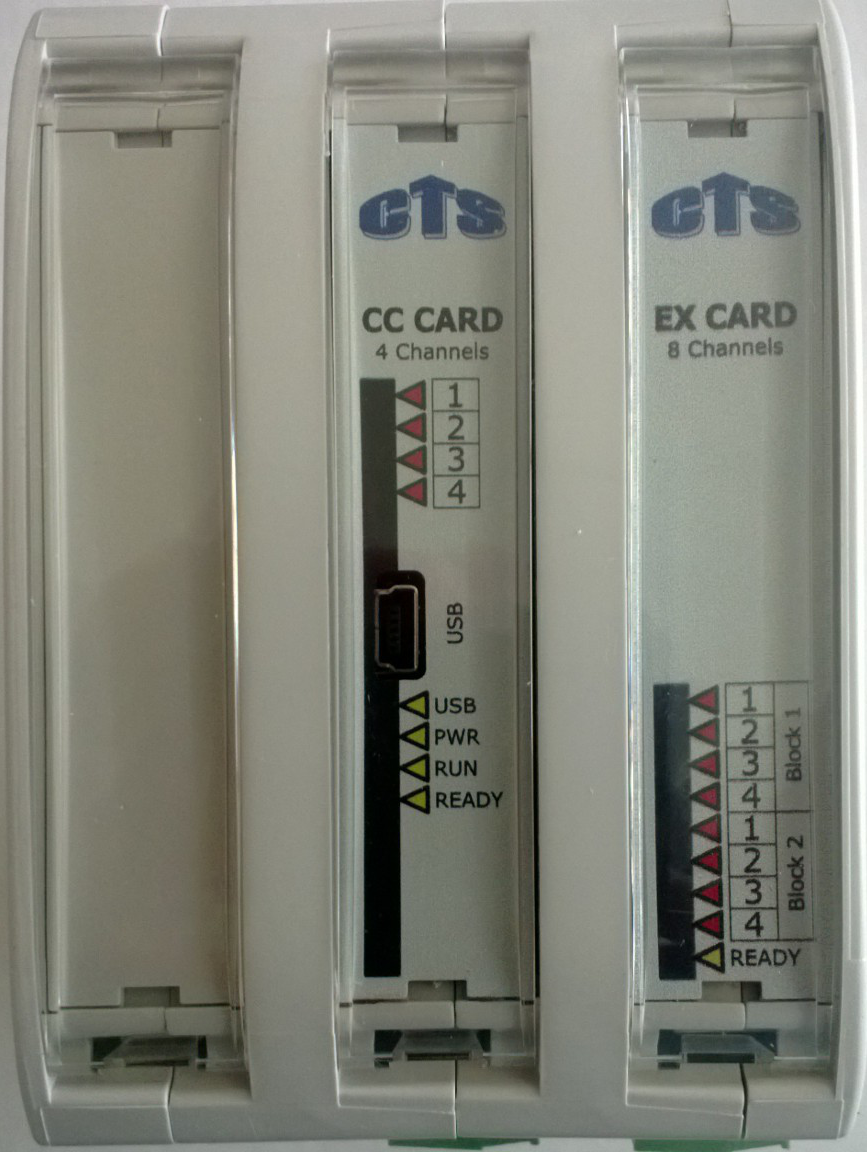 CTS
CC CARD
4 Channels
1
2
3
4
USB
USB
PWR
RUN
READY
CTS
EX CARD
8 Channels
1
2
3
4
Block 1
1
2
3
4
Block 2
READY